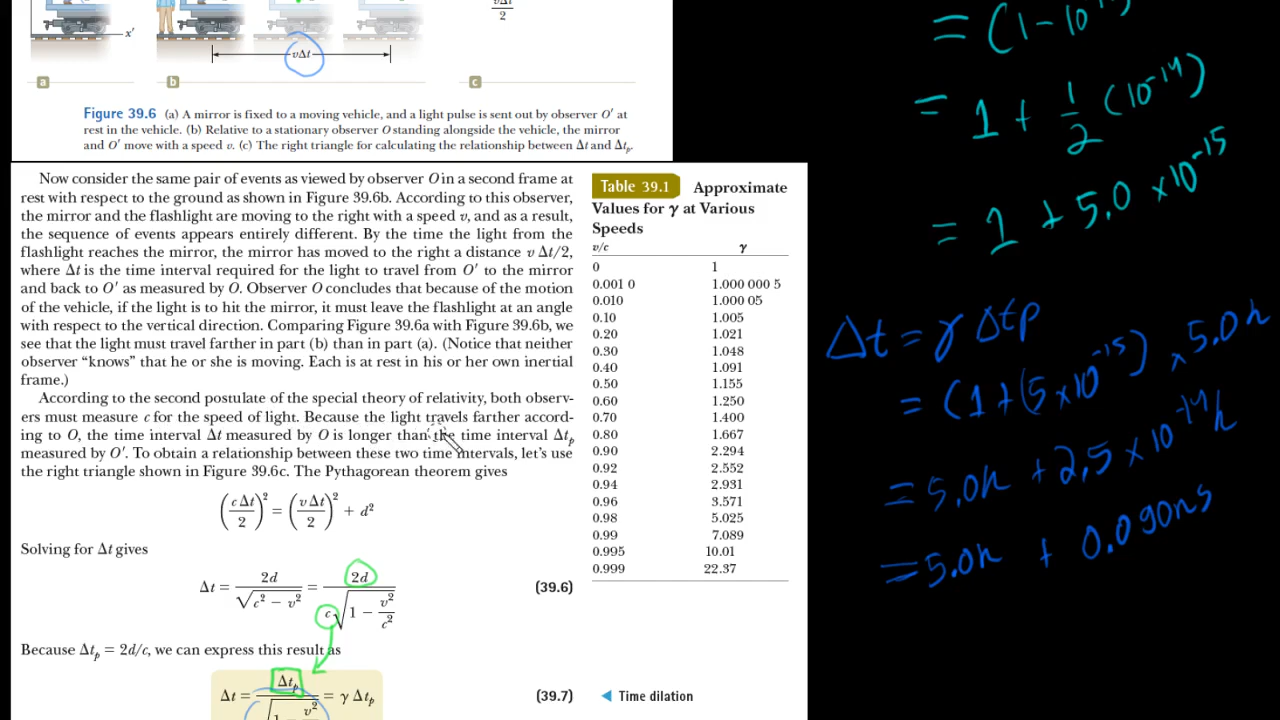 x′
vΔt
vΔt
2
a
b
c
Figure 39.6 (a) A mirror is fixed to a moving vehicle, and a light pulse is sent out by observer O′ at
rest in the vehicle. (b) Relative to a stationary observer O standing alongside the vehicle, the mirror
and O′ move with a speed v. (c) The right triangle for calculating the relationship between Δt and Δtₚ.
Now consider the same pair of events as viewed by observer O in a second frame at
rest with respect to the ground as shown in Figure 39.6b. According to this observer,
the mirror and the flashlight are moving to the right with a speed v, and as a result,
the sequence of events appears entirely different. By the time the light from the
flashlight reaches the mirror, the mirror has moved to the right a distance v Δt/2,
where Δt is the time interval required for the light to travel from O′ to the mirror
and back to O′ as measured by O. Observer O concludes that because of the motion
of the vehicle, if the light is to hit the mirror, it must leave the flashlight at an angle
with respect to the vertical direction. Comparing Figure 39.6a with Figure 39.6b, we
see that the light must travel farther in part (b) than in part (a). (Notice that neither
observer “knows” that he or she is moving. Each is at rest in his or her own inertial
frame.)
According to the second postulate of the special theory of relativity, both observ-
ers must measure c for the speed of light. Because the light travels farther accord-
ing to O, the time interval Δt measured by O is longer than the time interval Δtₚ
measured by O′. To obtain a relationship between these two time intervals, let’s use
the right triangle shown in Figure 39.6c. The Pythagorean theorem gives
(c Δt / 2)² = (v Δt / 2)² + d²
Solving for Δt gives
Δt = 2d / √(c² − v²) = 2d / c√(1 − v²/c²) (39.6)
Because Δtₚ = 2d/c, we can express this result as
Δt = Δtₚ / √(1 − v² = γ Δtₚ (39.7)
◀ Time dilation
Table 39.1 Approximate
Values for γ at Various
Speeds
v/c γ
0 1
0.001 0 1.000 000 5
0.010 1.000 05
0.10 1.005
0.20 1.021
0.30 1.048
0.40 1.091
0.50 1.155
0.60 1.250
0.70 1.400
0.80 1.667
0.90 2.294
0.92 2.552
0.94 2.931
0.96 3.571
0.98 5.025
0.99 7.089
0.995 10.01
0.999 22.37
= (1 − 10
= 1 + 1/2 (10⁻¹⁴)
= 1 + 5.0 × 10⁻¹⁵
Δt = γ Δtp
= (1 + (5 × 10⁻¹⁵) × 5.0h
= 5.0h + 2.5 × 10⁻¹⁴ h
= 5.0h + 0.090ns